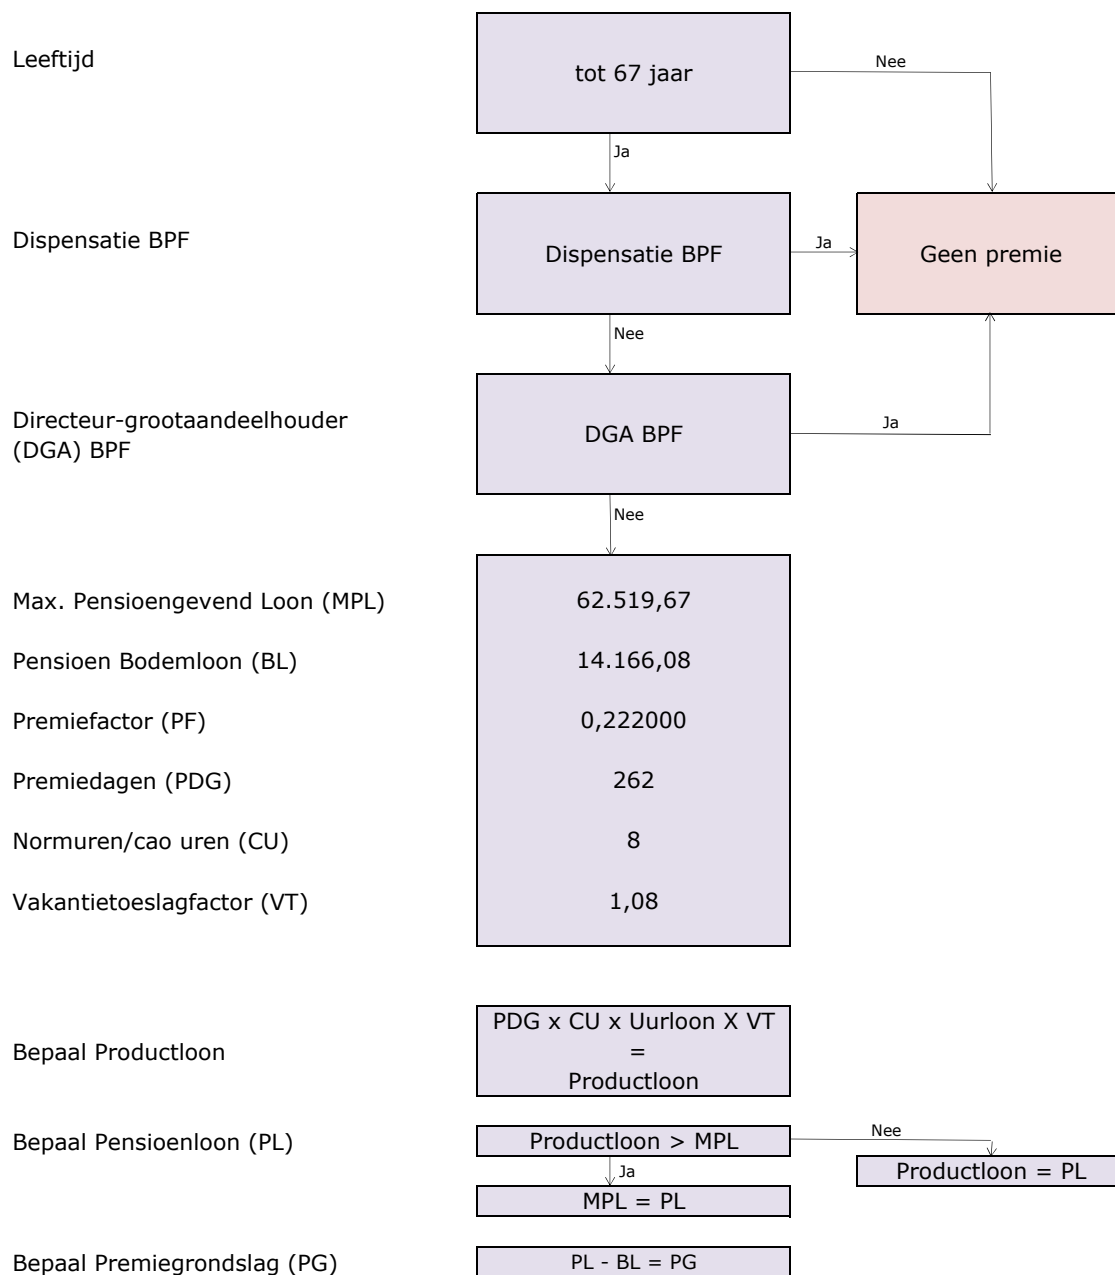 Leeftijd
tot 67 jaar
Nee
Ja
Dispensatie BPF
Dispensatie BPF
Ja
Geen premie
Nee
Directeur-grootaandeelhouder
(DGA) BPF
DGA BPF
Ja
Nee
Max. Pensioengevend Loon (MPL)
62.519,67
Pensioen Bodemloon (BL)
14.166,08
Premiefactor (PF)
0,222000
Premiedagen (PDG)
262
Normuren/cao uren (CU)
8
Vakantietoeslagfactor (VT)
1,08
Bepaal Productloon
PDG x CU x Uurloon X VT
=
Productloon
Bepaal Pensioenloon (PL)
Productloon > MPL
Nee
Productloon = PL
Ja
MPL = PL
Bepaal Premiegrondslag (PG)
PL - BL = PG